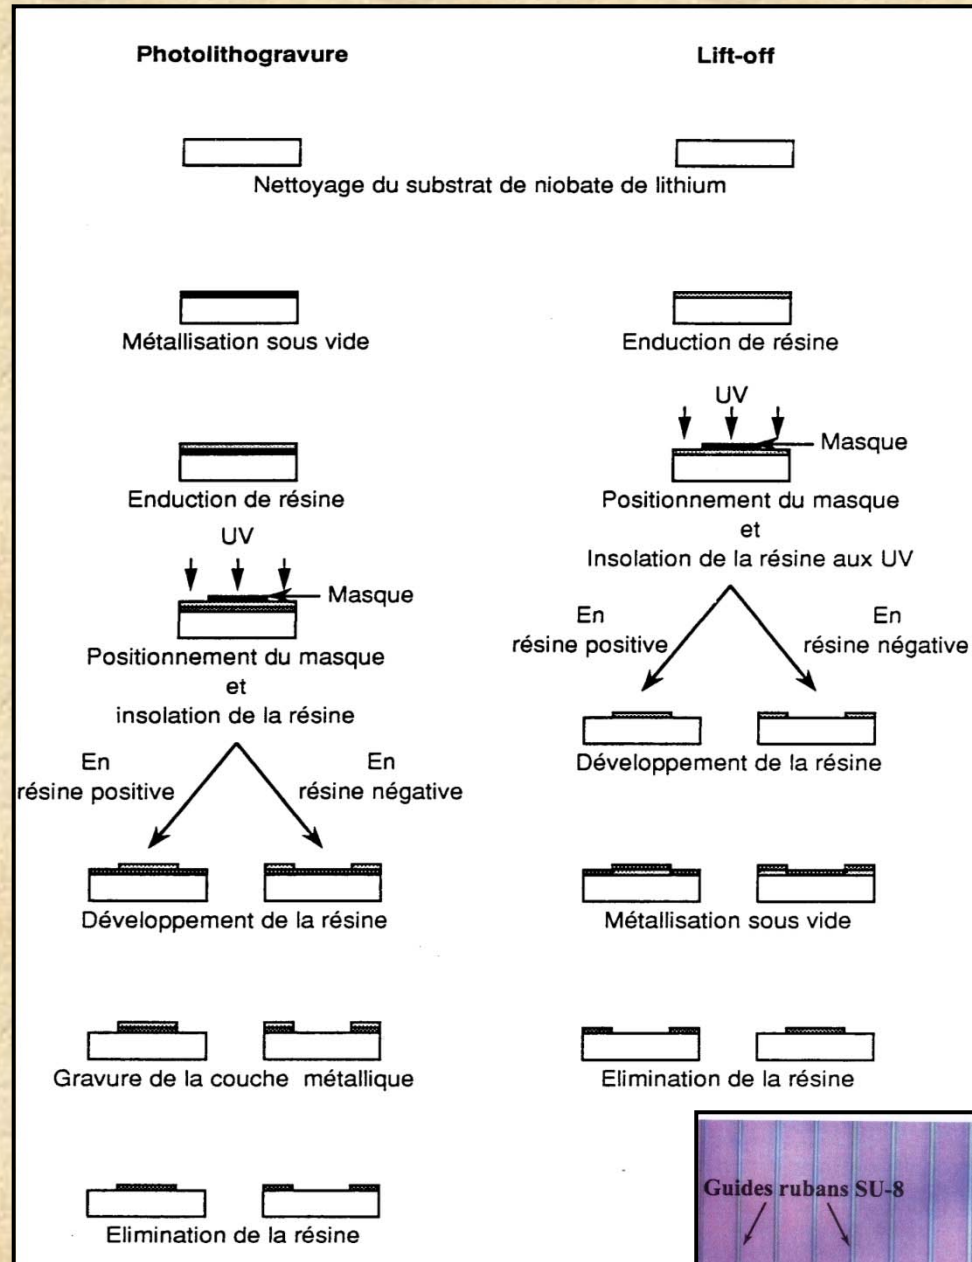 Photolithogravure
Lift-off
Nettoyage du substrat de niobate de lithium
Métallisation sous vide
Enduction de résine
UV
Masque
Positionnement du masque
et
insolation de la résine
En
résine positive
En
résine négative
Développement de la résine
Gravure de la couche métallique
Elimination de la résine
Enduction de résine
UV
Masque
Positionnement du masque
et
Insolation de la résine aux UV
En
résine positive
En
résine négative
Développement de la résine
Métallisation sous vide
Elimination de la résine
Guides rubans SU-8